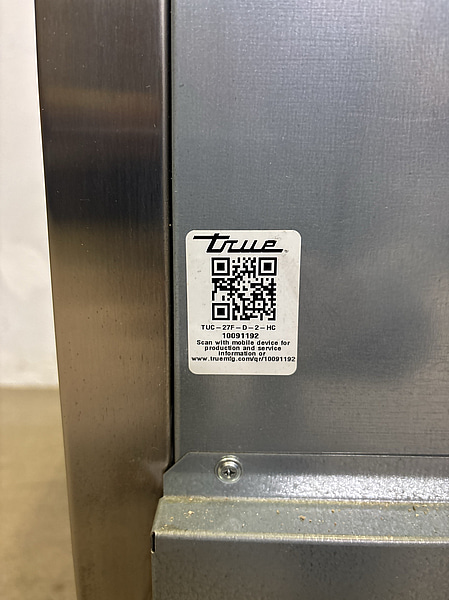 true
TUC-27F-D-2-HC
10091192
Scan with mobile device for
production and service
information or
www.truemfg.com/qr/10091192